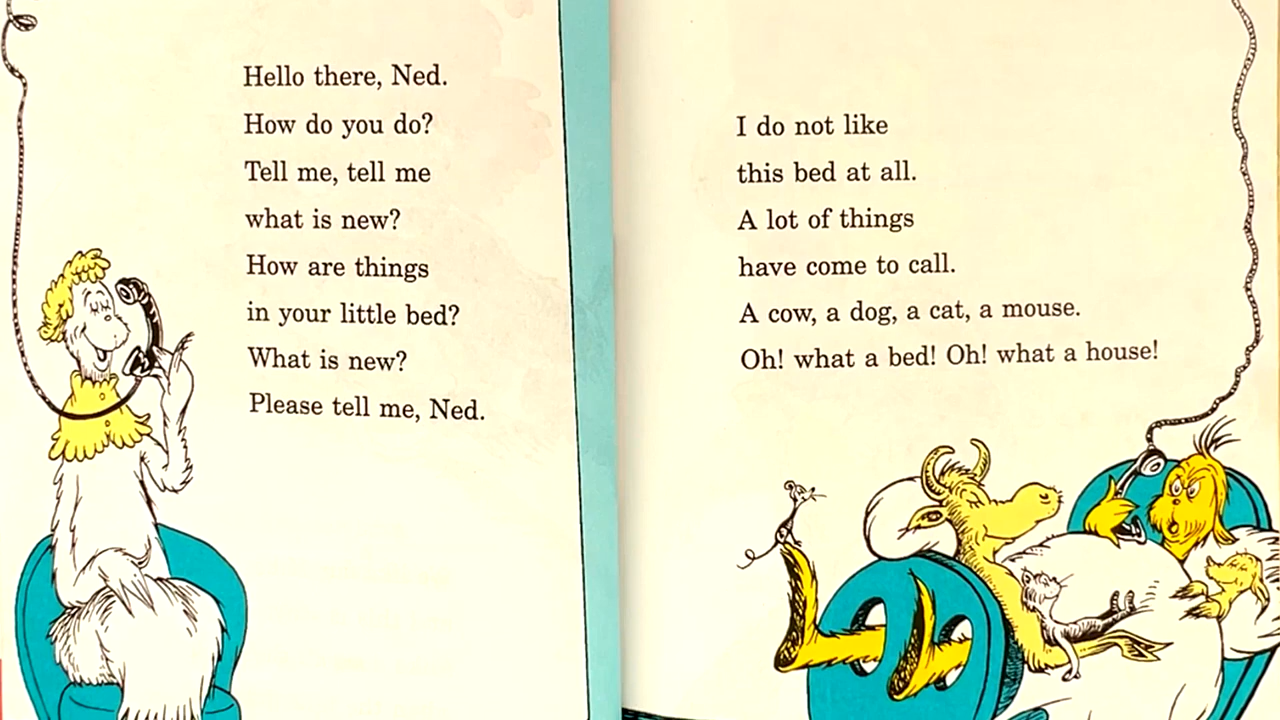 Hello there, Ned.
How do you do?
Tell me, tell me
what is new?
How are things
in your little bed?
What is new?
Please tell me, Ned.
I do not like
this bed at all.
A lot of things
have come to call.
A cow, a dog, a cat, a mouse.
Oh! what a bed! Oh! what a house!